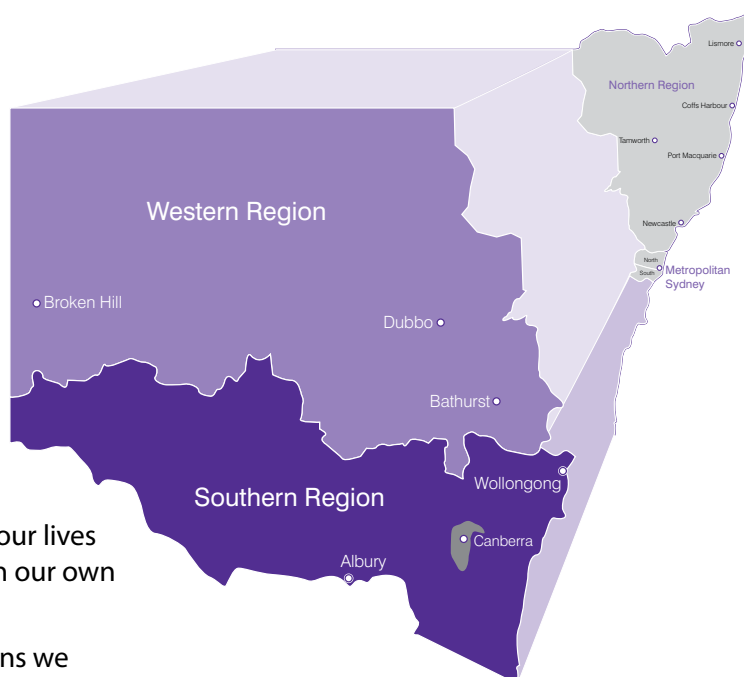 Lismore
Northern Region
Coffs Harbour
Tamworth
Port Macquarie
Newcastle
North
South
Metropolitan
Sydney
Western Region
Broken Hill
Dubbo
Bathurst
Wollongong
Southern Region
Canberra
Albury
our lives
our own
we